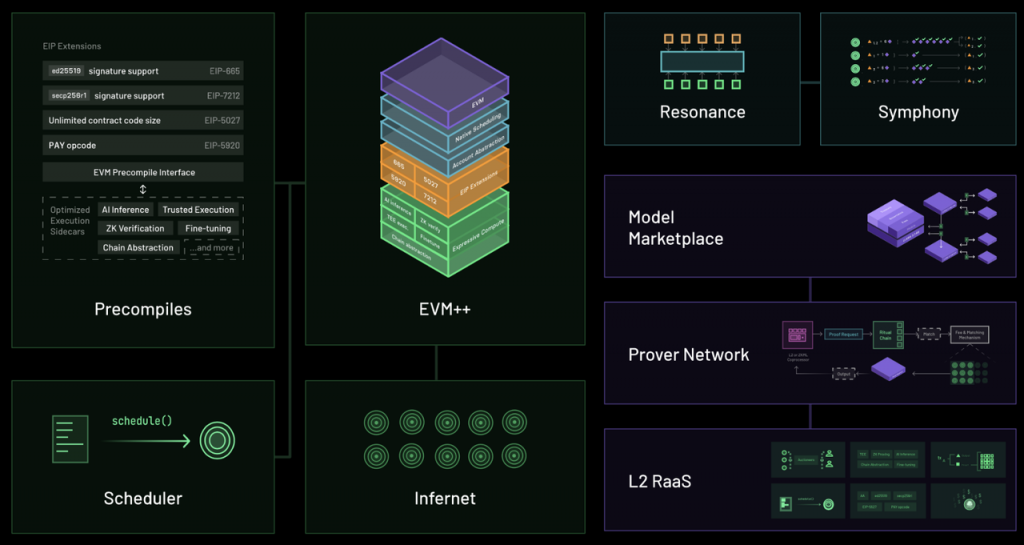 EIP Extensions
ed25519 signature support EIP-665
secp256r1 signature support EIP-7212
Unlimited contract code size EIP-5027
PAY opcode EIP-5920
EVM Precompile Interface
Optimized
Execution
Sidecars
AI Inference Trusted Execution
ZK Verification Fine-tuning
Chain Abstraction ...and more
Precompiles
EVM
Native Scheduling
Account Abstraction
EIP Extensions
665 5027
5920 7212
Expressive Compute
AI Inference ZK verify
TEE exec. Finetune
Chain abstraction
EVM++
schedule()
Scheduler
Infernet
Resonance
Symphony
Model
Marketplace
Prover Network
Proof Request
Ritual
Chain
Match
Output
L2 RaaS